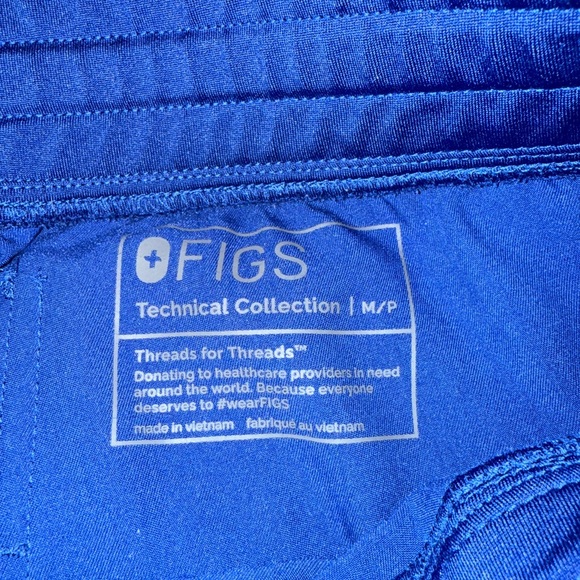 FIGS
Technical Collection | M/P
Threads for Threads™
Donating to healthcare providers in need
around the world. Because everyone
deserves to #wearFIGS
made in vietnam fabriqué au vietnam